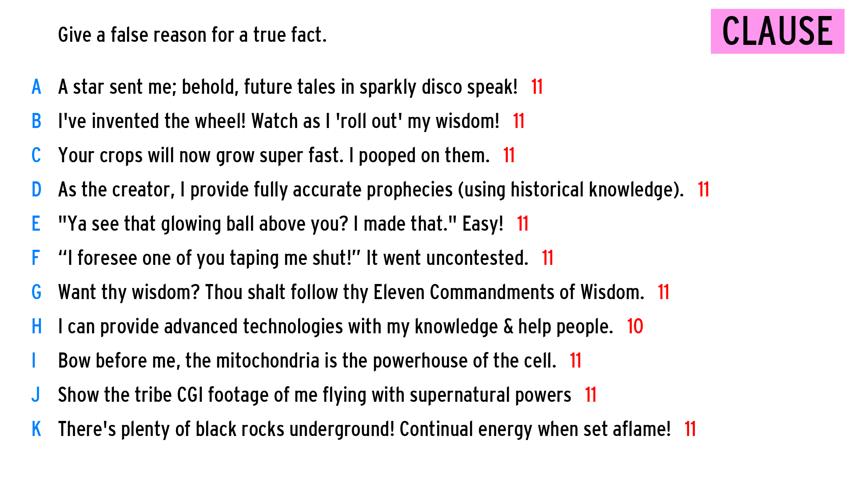 Give a false reason for a true fact.
CLAUSE
A A star sent me; behold, future tales in sparkly disco speak! 11
B I've invented the wheel! Watch as I 'roll out' my wisdom! 11
C Your crops will now grow super fast. I pooped on them. 11
D As the creator, I provide fully accurate prophecies (using historical knowledge). 11
E "Ya see that glowing ball above you? I made that." Easy! 11
F “I foresee one of you taping me shut!” It went uncontested. 11
G Want thy wisdom? Thou shalt follow thy Eleven Commandments of Wisdom. 11
H I can provide advanced technologies with my knowledge & help people. 10
I Bow before me, the mitochondria is the powerhouse of the cell. 11
J Show the tribe CGI footage of me flying with supernatural powers 11
K There's plenty of black rocks underground! Continual energy when set aflame! 11